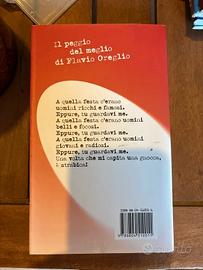 Il peggio
del meglio
di Flavio Oreglio
A quella festa c'erano
uomini ricchi e famosi.
Eppure, tu guardavi me.
A quella festa c'erano uomini
belli e focosi.
Eppure, tu guardavi me.
A quella festa c'erano uomini
giovani e radiosi.
Eppure, tu guardavi me.
Una volta che mi capita una gnocca,
è strabica!